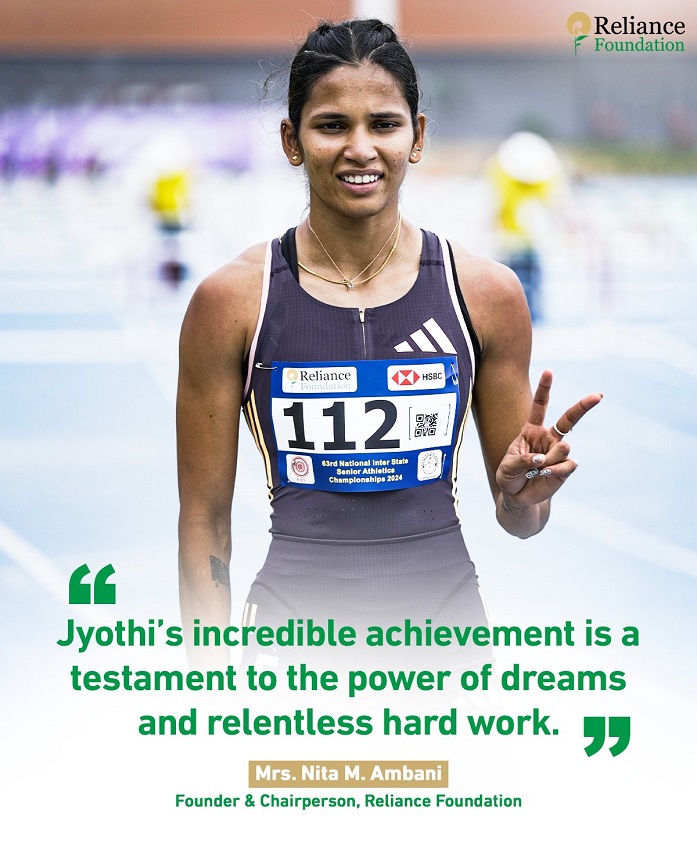 Reliance
Foundation
Reliance
Foundation
HSBC
112
63rd National Inter State
Senior Athletics
Championships 2024
“
Jyothi’s incredible achievement is a
testament to the power of dreams
and relentless hard work.
”
Mrs. Nita M. Ambani
Founder & Chairperson, Reliance Foundation